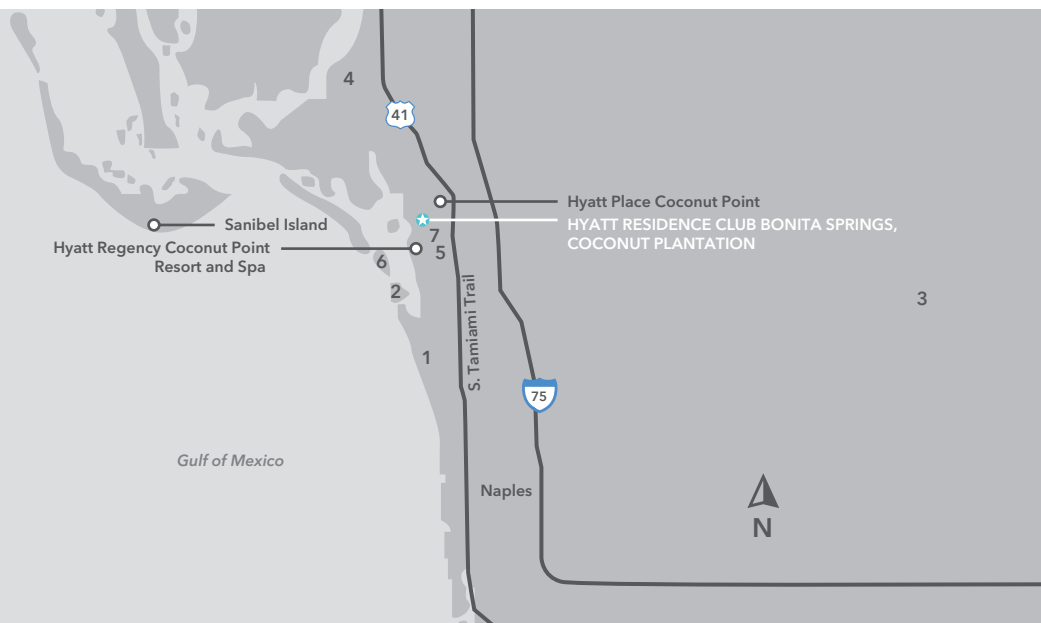 4
41
Hyatt Place Coconut Point
Sanibel Island
HYATT RESIDENCE CLUB BONITA SPRINGS,
COCONUT PLANTATION
7
Hyatt Regency Coconut Point
Resort and Spa
5
6
2
3
S. Tamiami Trail
1
75
Gulf of Mexico
Naples
N